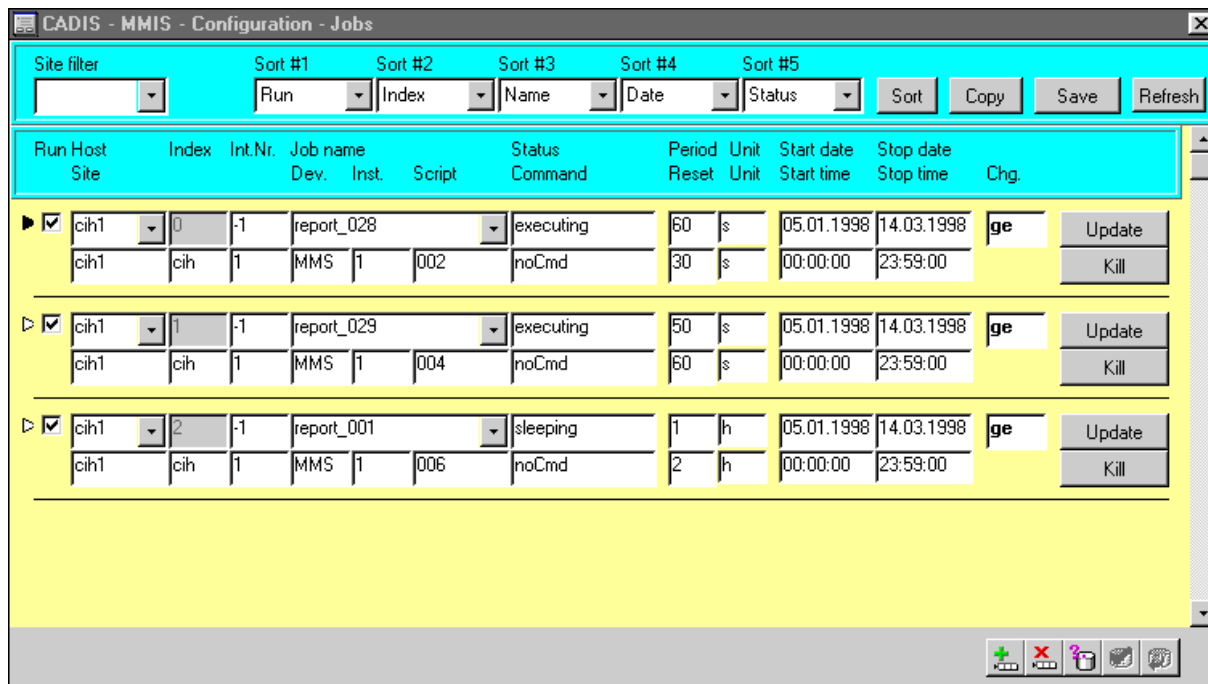 CADIS - MMIS - Configuration - Jobs
Site filter Sort #1 Sort #2 Sort #3 Sort #4 Sort #5
Run Index Name Date Status Sort Copy Save Refresh
Run Host Index Int.Nr. Job name Status Period Unit Start date Stop date
Site Dev. Inst. Script Command Reset Unit Start time Stop time Chg.
cih1 0 -1 report_028 executing 60 s 05.01.1998 14.03.1998 ge Update
cih1 cih 1 MMS 1 002 noCmd 30 s 00:00:00 23:59:00 Kill
cih1 1 -1 report_029 executing 50 s 05.01.1998 14.03.1998 ge Update
cih1 cih 1 MMS 1 004 noCmd 60 s 00:00:00 23:59:00 Kill
cih1 2 -1 report_001 sleeping 1 h 05.01.1998 14.03.1998 ge Update
cih1 cih 1 MMS 1 006 noCmd 2 h 00:00:00 23:59:00 Kill